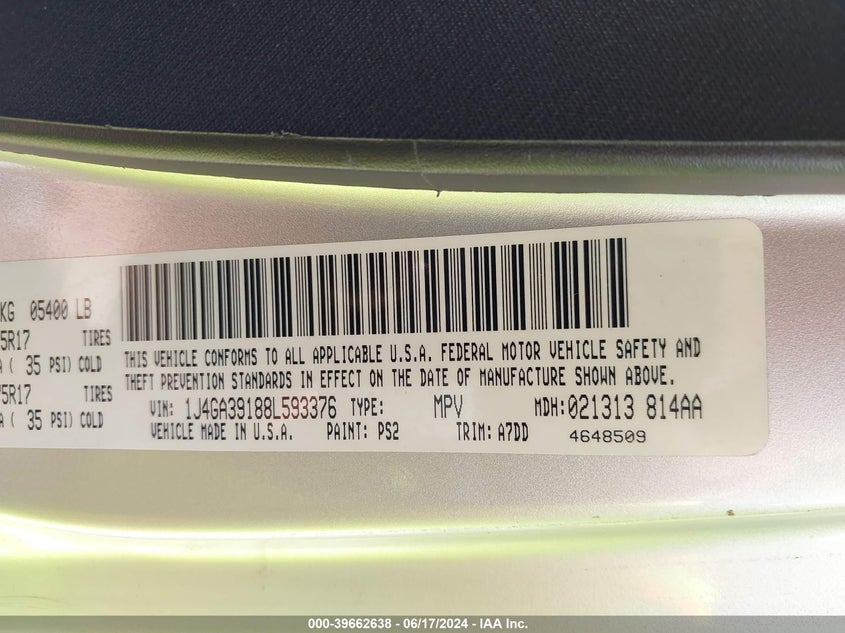 KG 05400 LB
5R17 TIRES
( 35 PSI) COLD
5R17 TIRES
( 35 PSI) COLD
THIS VEHICLE CONFORMS TO ALL APPLICABLE U.S.A. FEDERAL MOTOR VEHICLE SAFETY AND
THEFT PREVENTION STANDARDS IN EFFECT ON THE DATE OF MANUFACTURE SHOWN ABOVE.
VIN: 1J4GA39188L593376 TYPE: MPV MDH:021313 814AA
VEHICLE MADE IN U.S.A. PAINT: PS2 TRIM: A7DD 4648509
000-39662638 - 06/17/2024 - IAA Inc.